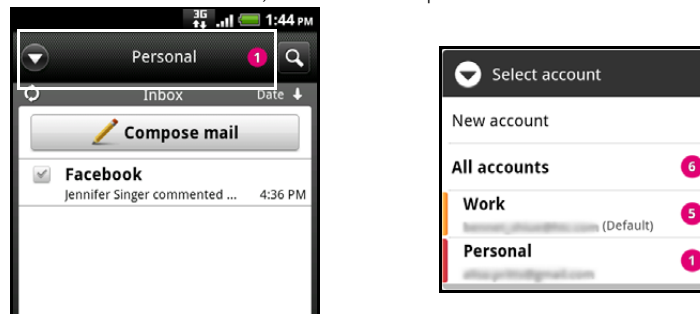 3G 1:44 PM
Personal 1
Inbox Date
Compose mail
Facebook
Jennifer Singer commented ... 4:36 PM
Select account
New account
All accounts 6
Work 5
(Default)
Personal 1